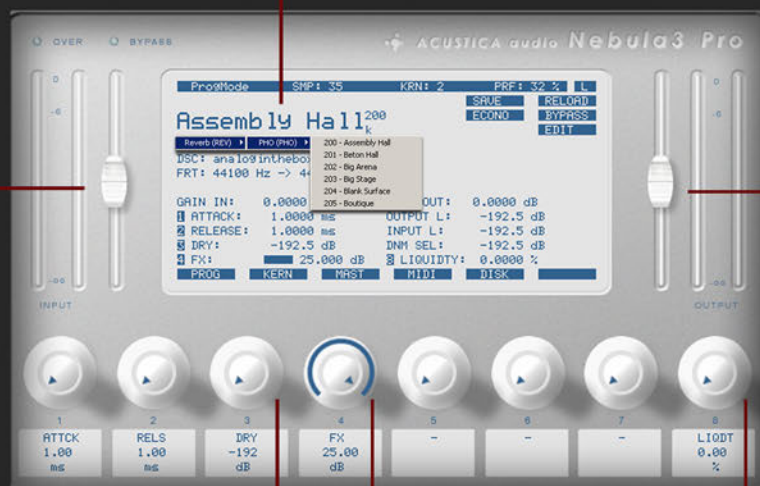 OVER BYPASS ACUSTICA audio Nebula3 Pro
0 0
-6 -6
ProgMode SMP: 35 KRN: 2 PRF: 32 % L
SAVE RELOAD
Assembly Hall 200 k ECONO BYPASS
EDIT
Reverb (REV) PHO (PHO) 200 - Assembly Hall
201 - Beton Hall
DSC: analoginthebox 202 - Big Arena
FRT: 44100 Hz -> 203 - Big Stage
204 - Blank Surface
GAIN IN: 0.0000 205 - Boutique OUT: 0.0000 dB
1 ATTACK: 1.0000 ms OUTPUT L: -192.5 dB
2 RELEASE: 1.0000 ms INPUT L: -192.5 dB
3 DRY: -192.5 dB DNM SEL: -192.5 dB
4 FX: 25.000 dB 8 LIQUIDTY: 0.0000 %
-∞ PROG KERN MAST MIDI DISK -∞
INPUT OUTPUT
1 2 3 4 5 6 7 8
ATTCK RELS DRY FX - - - LIQDT
1.00 1.00 -192 25.00 0.00
ms ms dB dB %